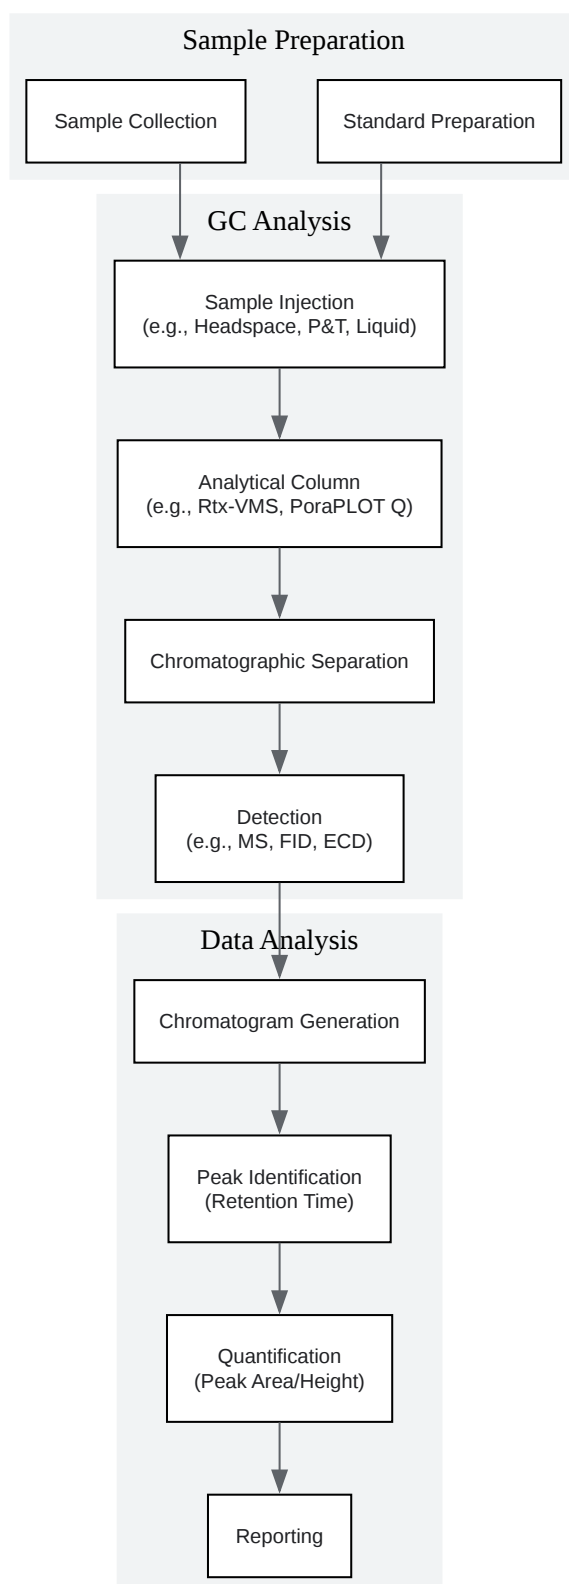 Sample Preparation
Sample Collection
Standard Preparation
GC Analysis
Sample Injection
(e.g., Headspace, P&T, Liquid)
Analytical Column
(e.g., Rtx-VMS, PoraPLOT Q)
Chromatographic Separation
Detection
(e.g., MS, FID, ECD)
Data Analysis
Chromatogram Generation
Peak Identification
(Retention Time)
Quantification
(Peak Area/Height)
Reporting